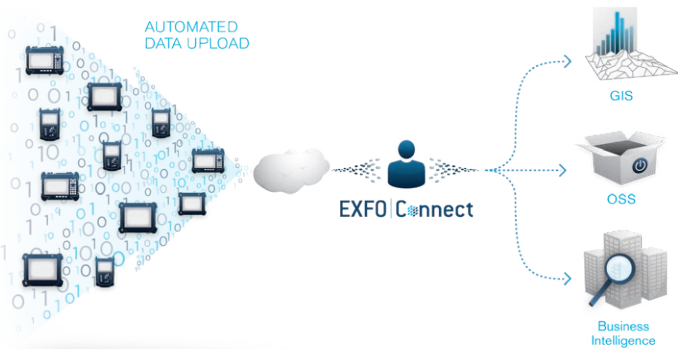 AUTOMATED
DATA UPLOAD
EXFO|Connect
GIS
OSS
Business
Intelligence